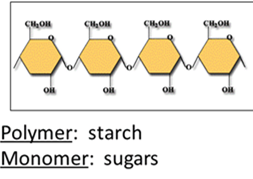 CH₂OH CH₂OH CH₂OH CH₂OH
O O O O
O O O
OH OH OH OH
Polymer: starch
Monomer: sugars